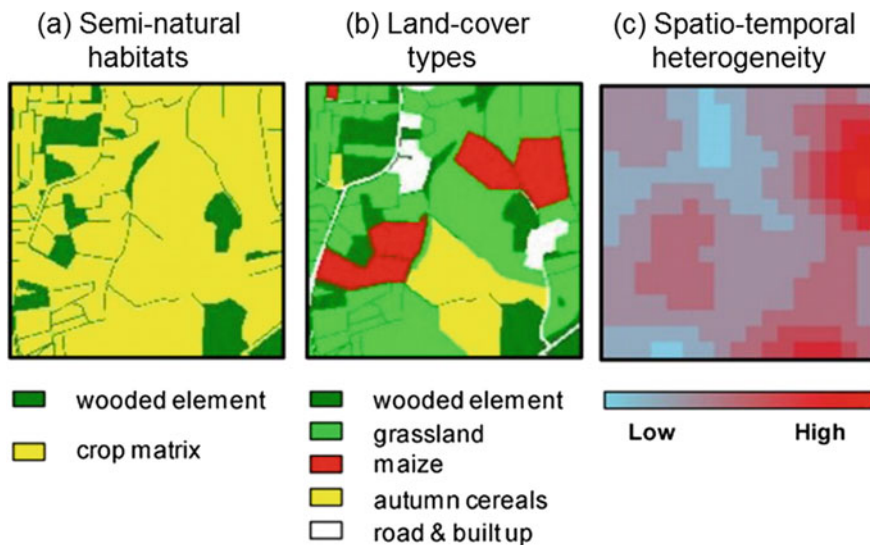 (a) Semi-natural
habitats
(b) Land-cover
types
(c) Spatio-temporal
heterogeneity
wooded element
crop matrix
wooded element
grassland
maize
autumn cereals
road & built up
Low
High